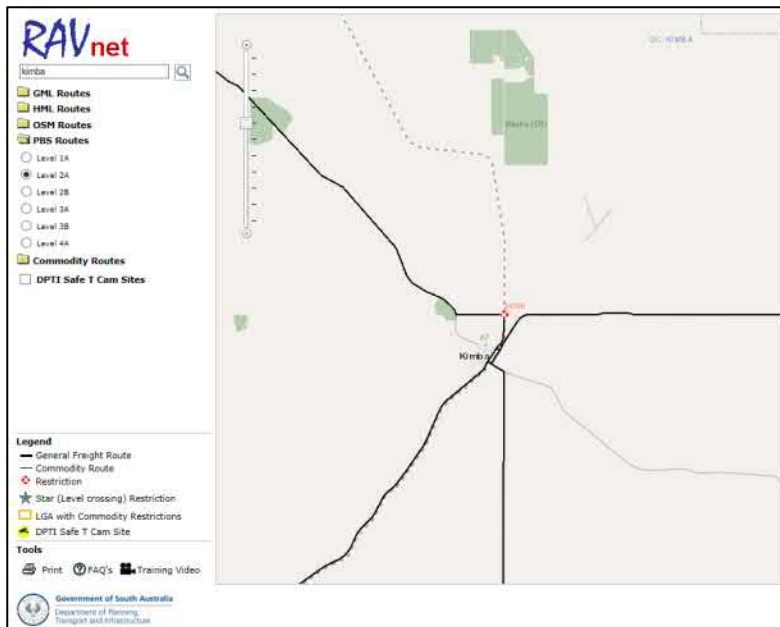 RAVnet
kimba
GML Routes
HML Routes
OSM Routes
PBS Routes
Level 1A
Level 2A
Level 2B
Level 3A
Level 3B
Level 4A
Commodity Routes
DPTI Safe T Cam Sites
KIMBA
Kimba
Legend
General Freight Route
Commodity Route
Restriction
Star (Level crossing) Restriction
LGA with Commodity Restrictions
DPTI Safe T Cam Site
Tools
Print FAQ's Training Video
Government of South Australia
Department of Planning,
Transport and Infrastructure